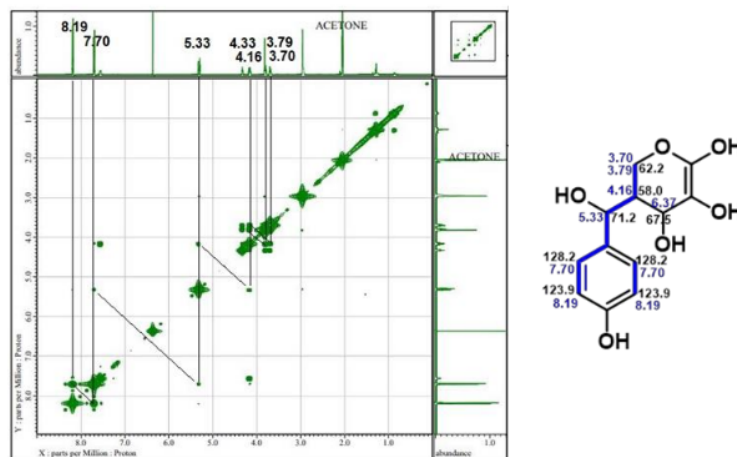 1.0
abundance
0
8.19
7.70
5.33
4.33
4.16
3.79
3.70
ACETONE
ACETONE
1.0
2.0
3.0
4.0
5.0
6.0
7.0
8.0
Y : parts per Million : Proton
8.0 7.0 6.0 5.0 4.0 3.0 2.0 1.0
X : parts per Million : Proton
1.0
abundance
O OH
3.70
3.79 62.2
4.16 58.0 OH
HO 6.37
5.33 71.2 67.5
OH
128.2 128.2
7.70 7.70
123.9 123.9
8.19 8.19
OH